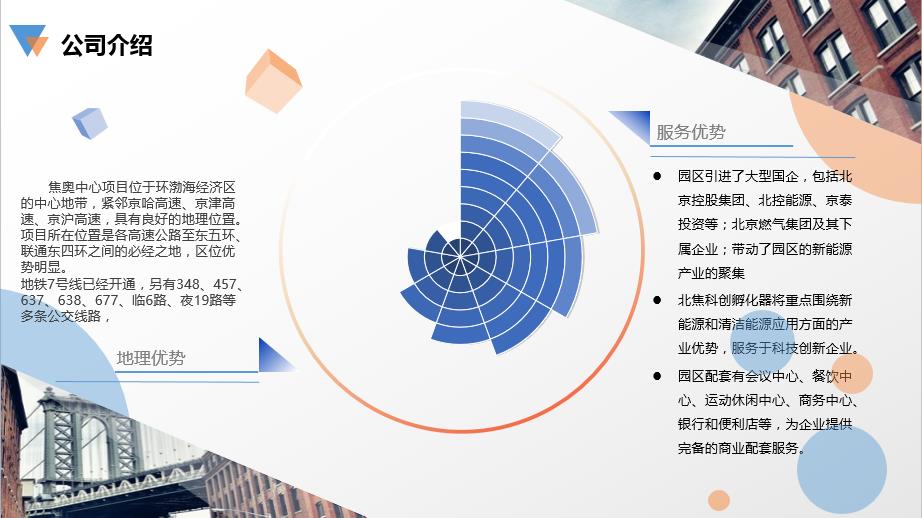 公司介绍
焦奥中心项目位于环渤海经济区
的中心地带，紧邻京哈高速、京津高
速、京沪高速，具有良好的地理位置。
项目所在位置是各高速公路至东五环、
联通东四环之间的必经之地，区位优
势明显。
地铁7号线已经开通，另有348、457、
637、638、677、临6路、夜19路等
多条公交线路，
地理优势
服务优势
● 园区引进了大型国企，包括北
京控股集团、北控能源、京泰
投资等；北京燃气集团及其下
属企业；带动了园区的新能源
产业的聚集
● 北焦科创孵化器将重点围绕新
能源和清洁能源应用方面的产
业优势，服务于科技创新企业。
● 园区配套有会议中心、餐饮中
心、运动休闲中心、商务中心、
银行和便利店等，为企业提供
完备的商业配套服务。